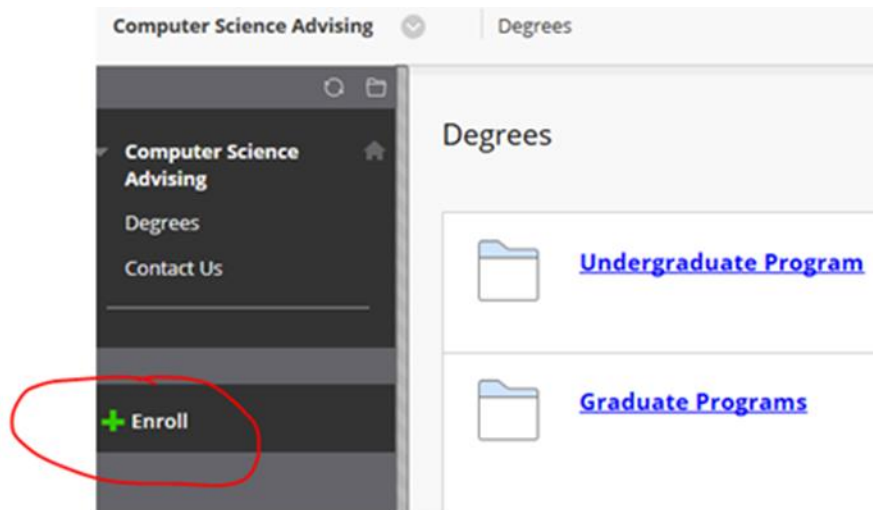 Computer Science Advising
Degrees
Computer Science
Advising
Degrees
Contact Us
Enroll
Degrees
Undergraduate Program
Graduate Programs